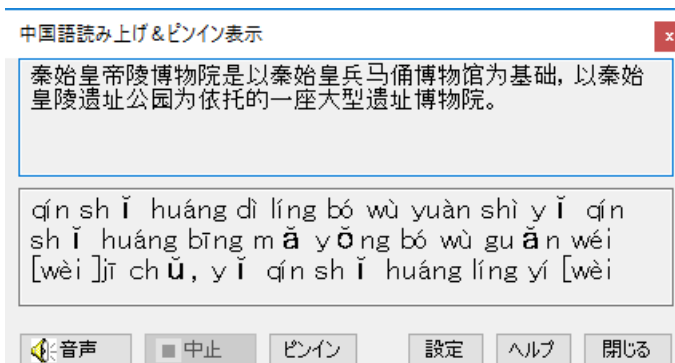 中国語読み上げ&ピンイン表示
x
秦始皇帝陵博物院是以秦始皇兵马俑博物馆为基础, 以秦始
皇陵遗址公园为依托的一座大型遗址博物院。
qín shǐ huáng dì líng bó wù yuàn shì yǐ qín
shǐ huáng bīng mǎ yǒng bó wù guǎn wéi
[wèi ]jī chǔ, yǐ qín shǐ huáng líng yí [wèi
音声 中止 ピンイン 設定 ヘルプ 閉じる